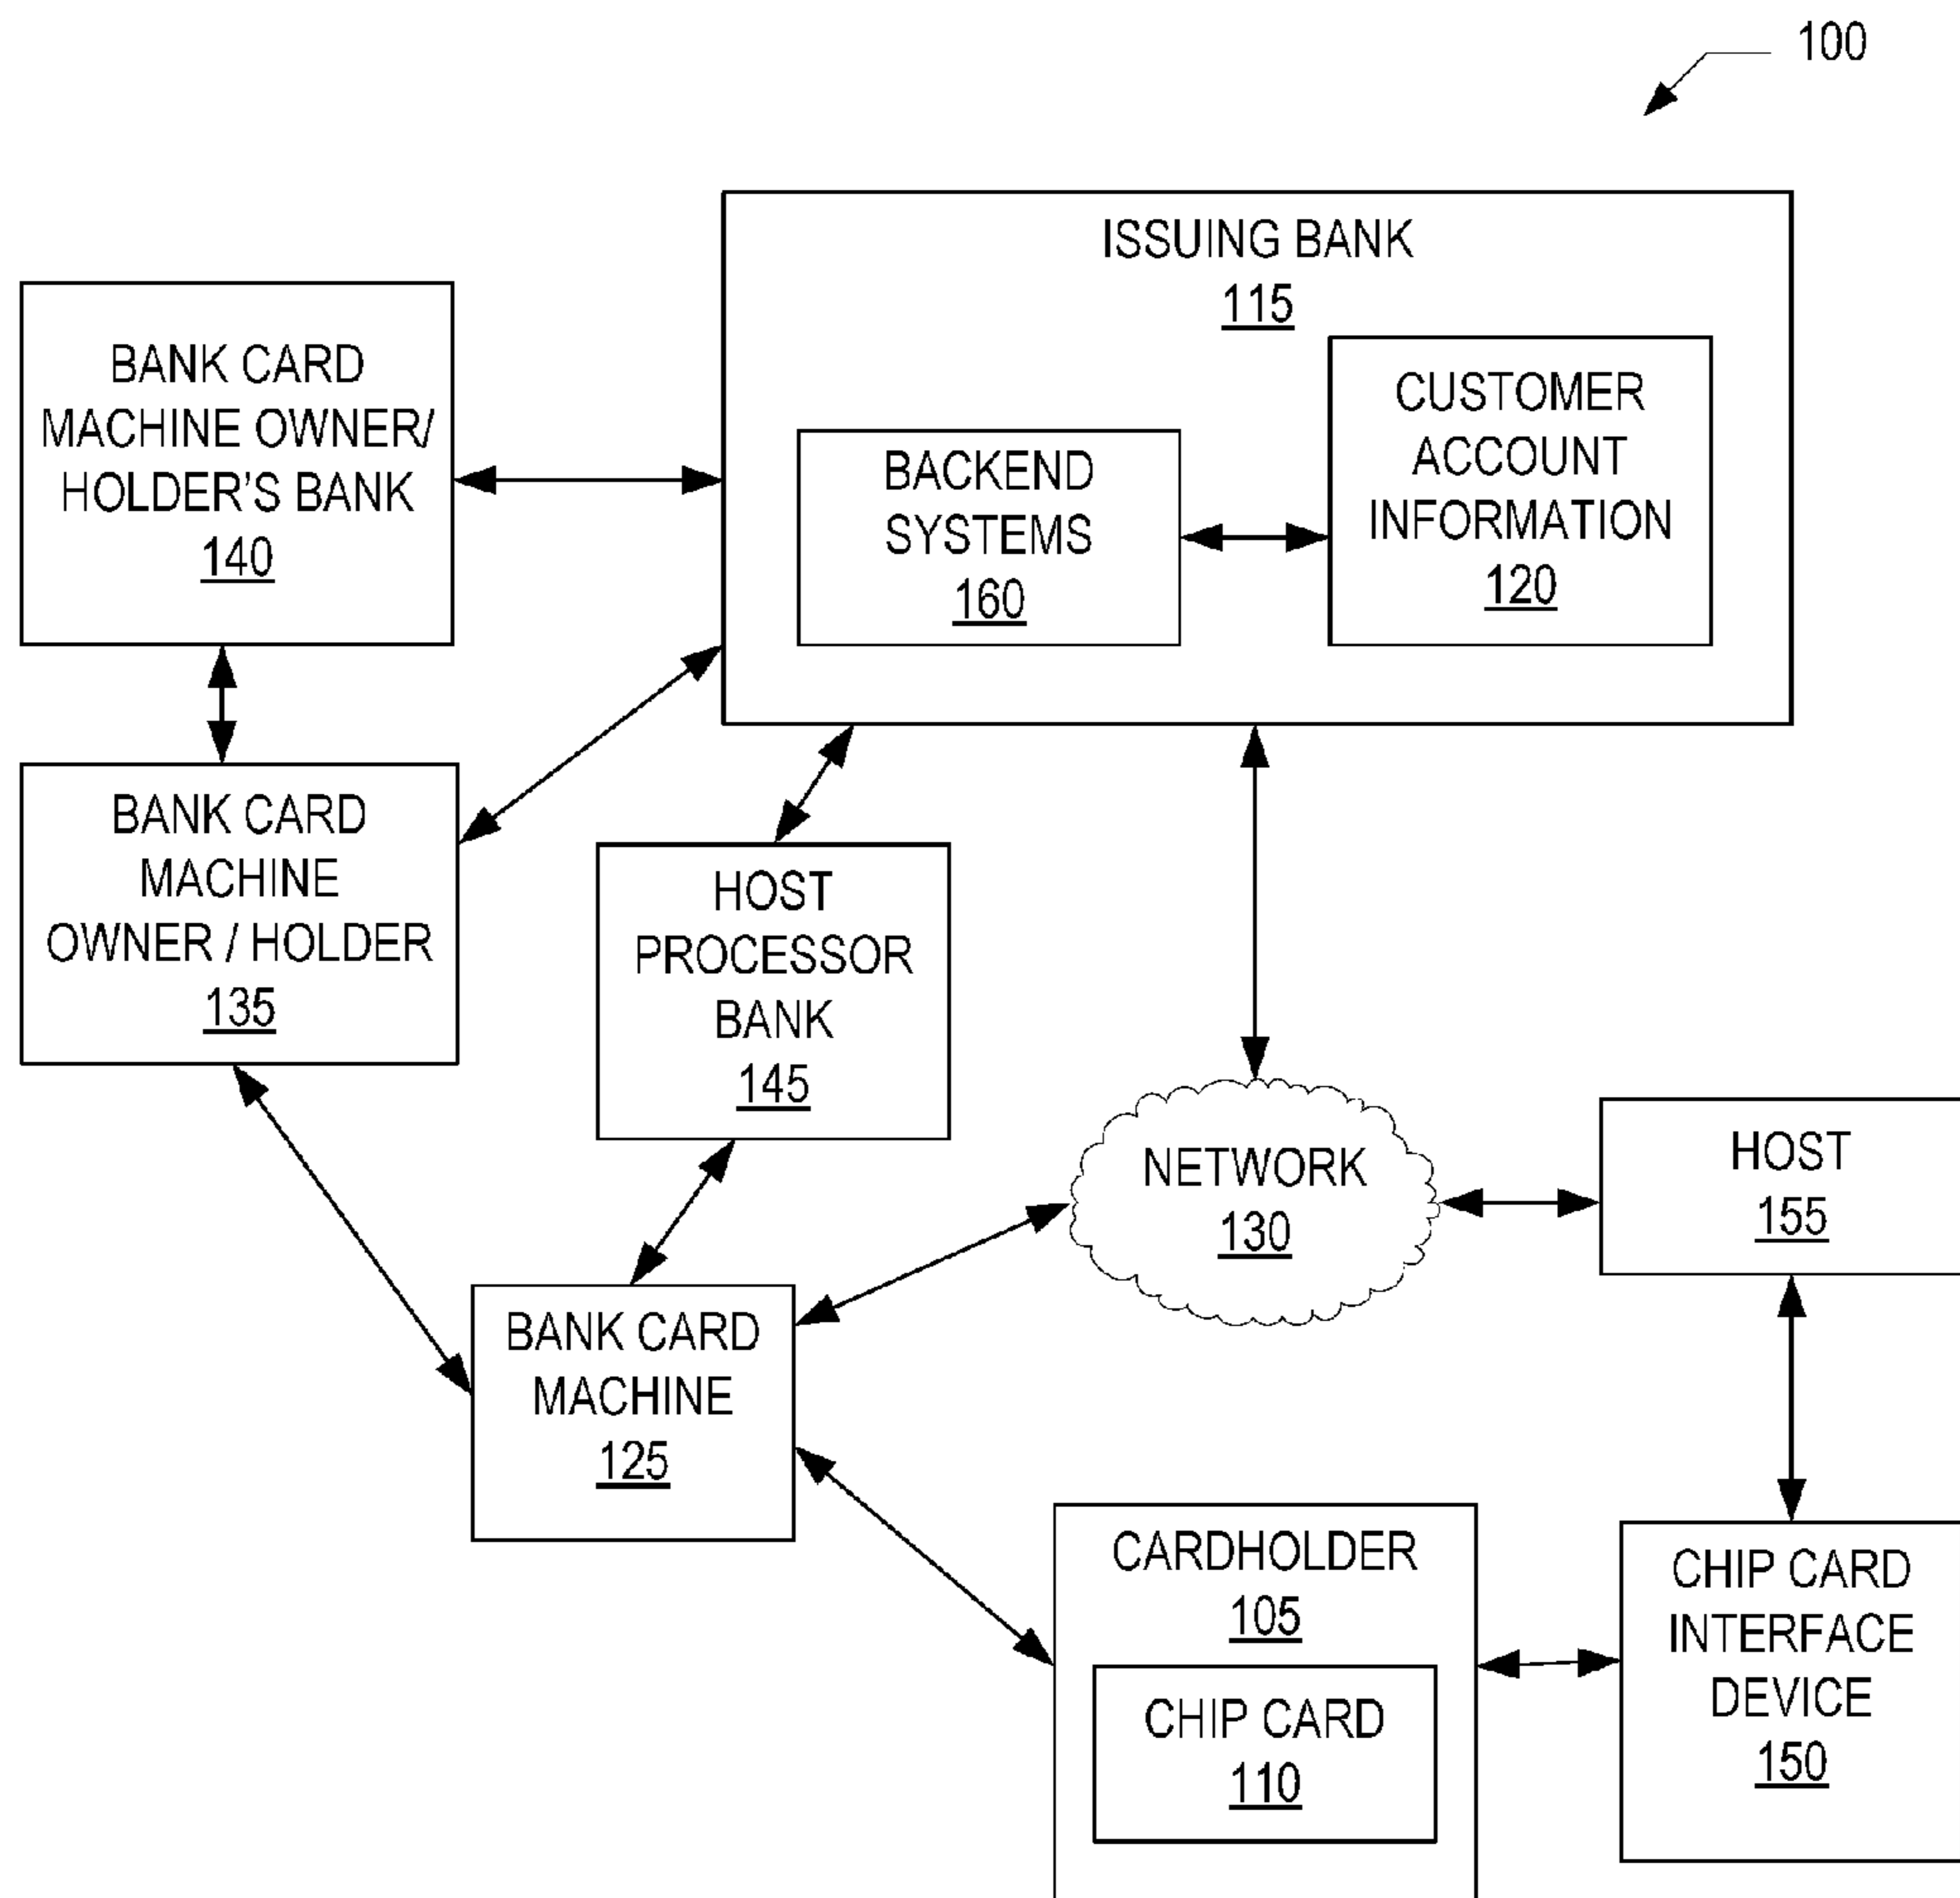 100
ISSUING BANK
115
BANK CARD
MACHINE OWNER/
HOLDER'S BANK
140
BACKEND
SYSTEMS
160
CUSTOMER
ACCOUNT
INFORMATION
120
BANK CARD
MACHINE
OWNER / HOLDER
135
HOST
PROCESSOR
BANK
145
NETWORK
130
HOST
155
BANK CARD
MACHINE
125
CARDHOLDER
105
CHIP CARD
110
CHIP CARD
INTERFACE
DEVICE
150